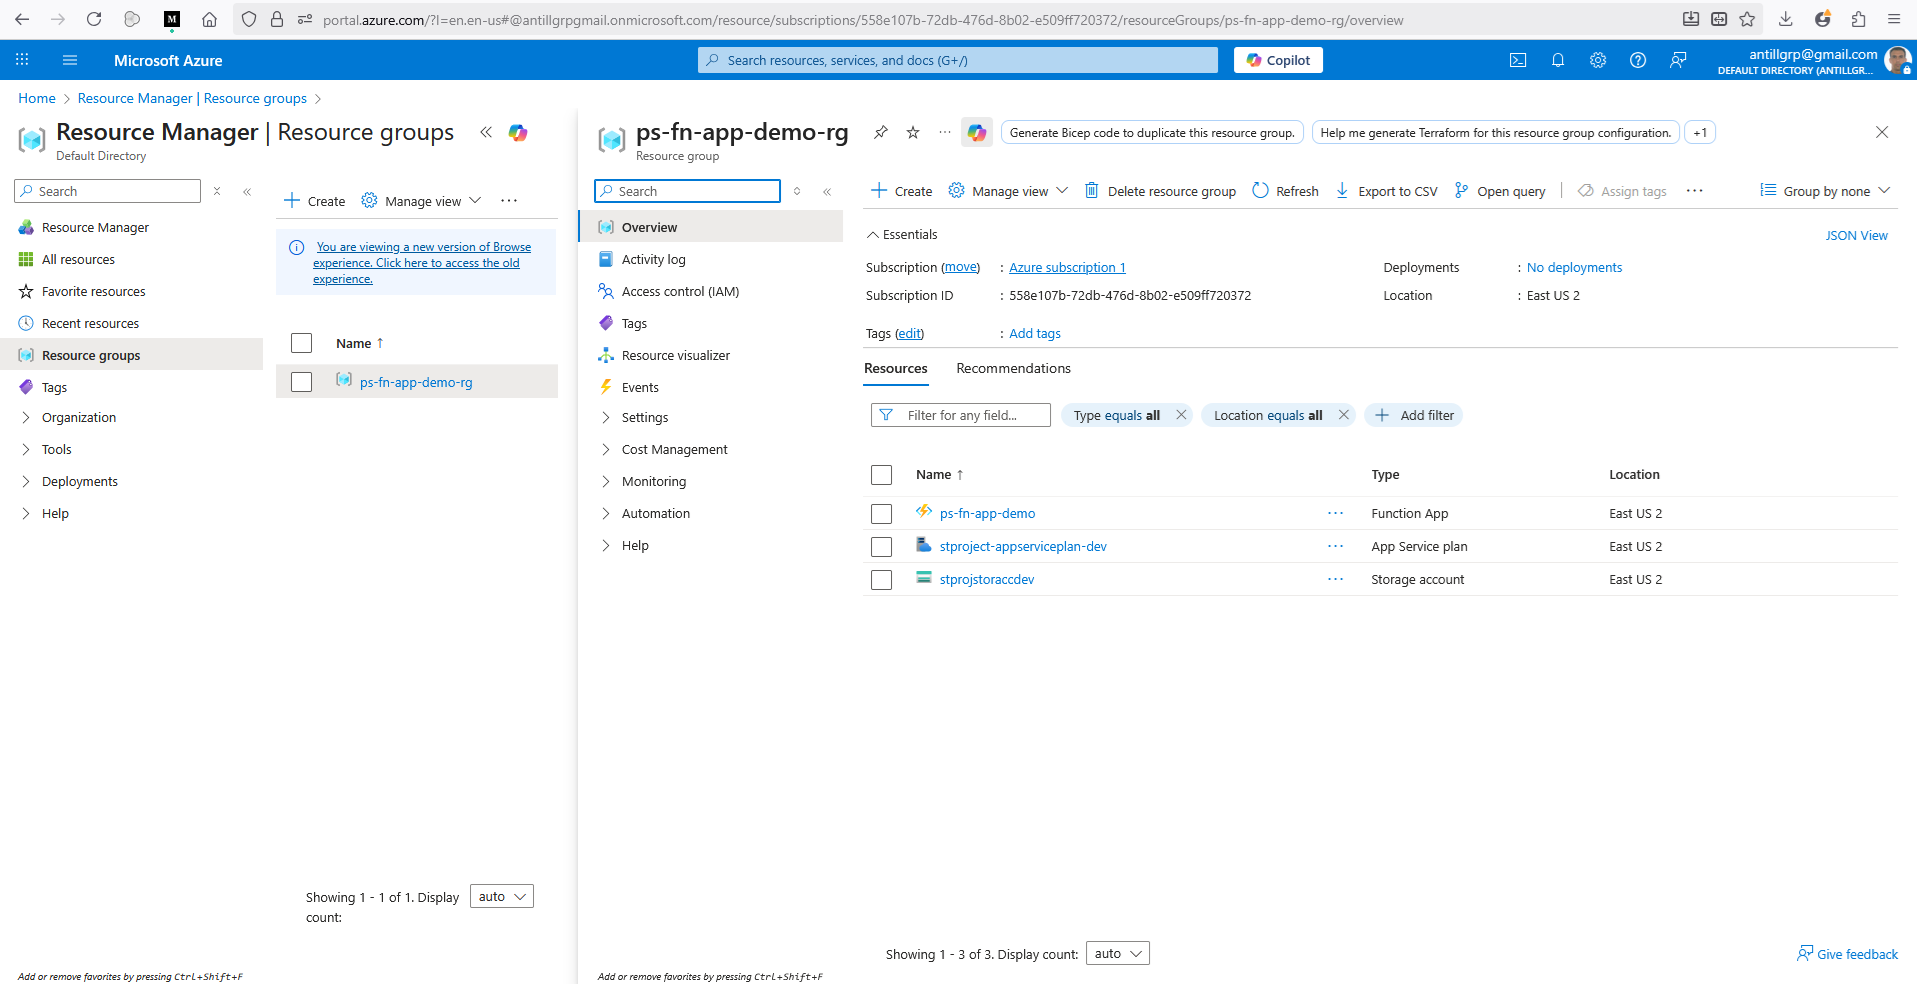 portal.azure.com/?l=en.en-us#@antillgrpgmail.onmicrosoft.com/resource/subscriptions/558e107b-72db-476d-8b02-e509ff720372/resourceGroups/ps-fn-app-demo-rg/overview
Microsoft Azure
Search resources, services, and docs (G+/)
Copilot
antillgrp@gmail.com
DEFAULT DIRECTORY (ANTILLGR...
Home > Resource Manager | Resource groups >
Resource Manager | Resource groups
Default Directory
Search
Resource Manager
All resources
Favorite resources
Recent resources
Resource groups
Tags
Organization
Tools
Deployments
Help
Add or remove favorites by pressing Ctrl+Shift+F
Create
Manage view
You are viewing a new version of Browse
experience. Click here to access the old
experience.
Name ↑
ps-fn-app-demo-rg
Showing 1 - 1 of 1. Display
count:
auto
ps-fn-app-demo-rg
Resource group
Generate Bicep code to duplicate this resource group.
Help me generate Terraform for this resource group configuration.
+1
Search
Overview
Activity log
Access control (IAM)
Tags
Resource visualizer
Events
Settings
Cost Management
Monitoring
Automation
Help
Add or remove favorites by pressing Ctrl+Shift+F
Create
Manage view
Delete resource group
Refresh
Export to CSV
Open query
Assign tags
Group by none
Essentials
JSON View
Subscription (move) : Azure subscription 1
Subscription ID : 558e107b-72db-476d-8b02-e509ff720372
Deployments : No deployments
Location : East US 2
Tags (edit) : Add tags
Resources
Recommendations
Filter for any field...
Type equals all
Location equals all
Add filter
Name ↑ Type Location
ps-fn-app-demo ... Function App East US 2
stproject-appserviceplan-dev ... App Service plan East US 2
stprojstoraccdev ... Storage account East US 2
Showing 1 - 3 of 3. Display count:
auto
Give feedback